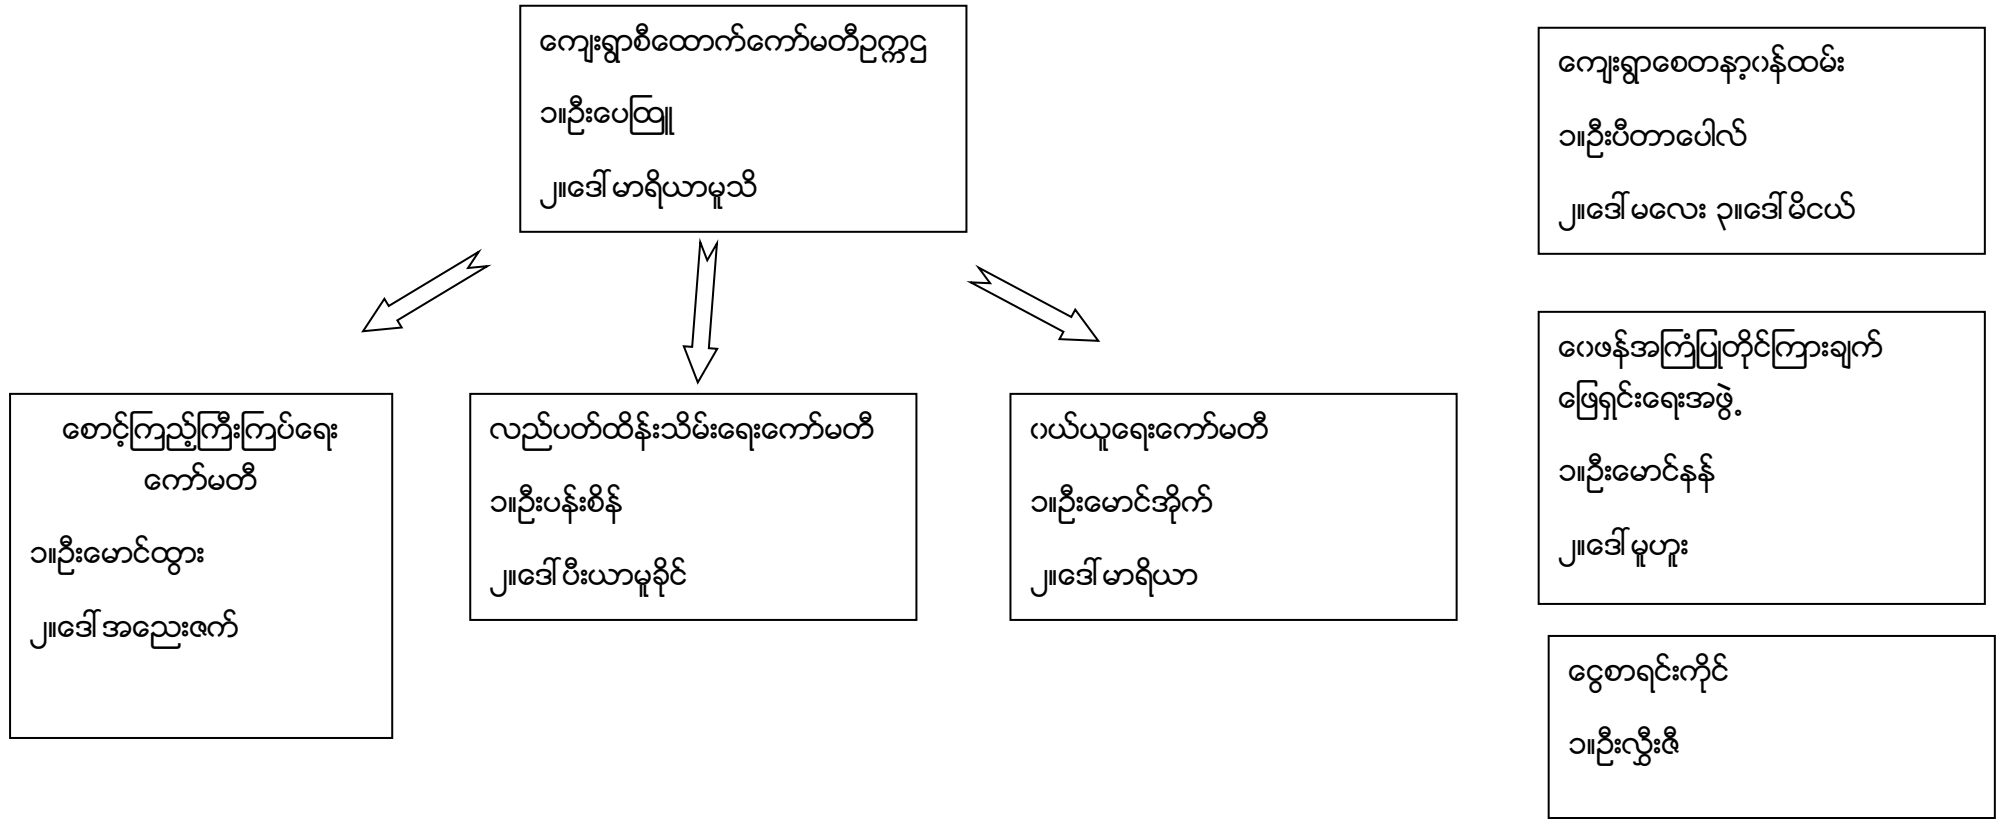 ကျေးရွာစီထောက်ကော်မတီဥက္ကဌ
၁။ဦးပေထြူ
၂။ဒေါ်မာရိယာမူသိ
ကျေးရွာစေတနာ့ဝန်ထမ်း
၁။ဦးပီတာပေါလ်
၂။ဒေါ်မလေး ၃။ဒေါ်မိငယ်
စောင့်ကြည့်ကြီးကြပ်ရေး
ကော်မတီ
၁။ဦးမောင်ထွား
၂။ဒေါ်အညေးဇက်
လည်ပတ်ထိန်းသိမ်းရေးကော်မတီ
၁။ဦးပန်းစိန်
၂။ဒေါ်ပီးယာမူခိုင်
ဝယ်ယူရေးကော်မတီ
၁။ဦးမောင်အိုက်
၂။ဒေါ်မာရိယာ
ဝေဖန်အကြံပြုတိုင်ကြားချက်
ဖြေရှင်းရေးအဖွဲ့
၁။ဦးမောင်နန်
၂။ဒေါ်မူဟူး
ငွေစာရင်းကိုင်
၁။ဦးလွှီးဇီ